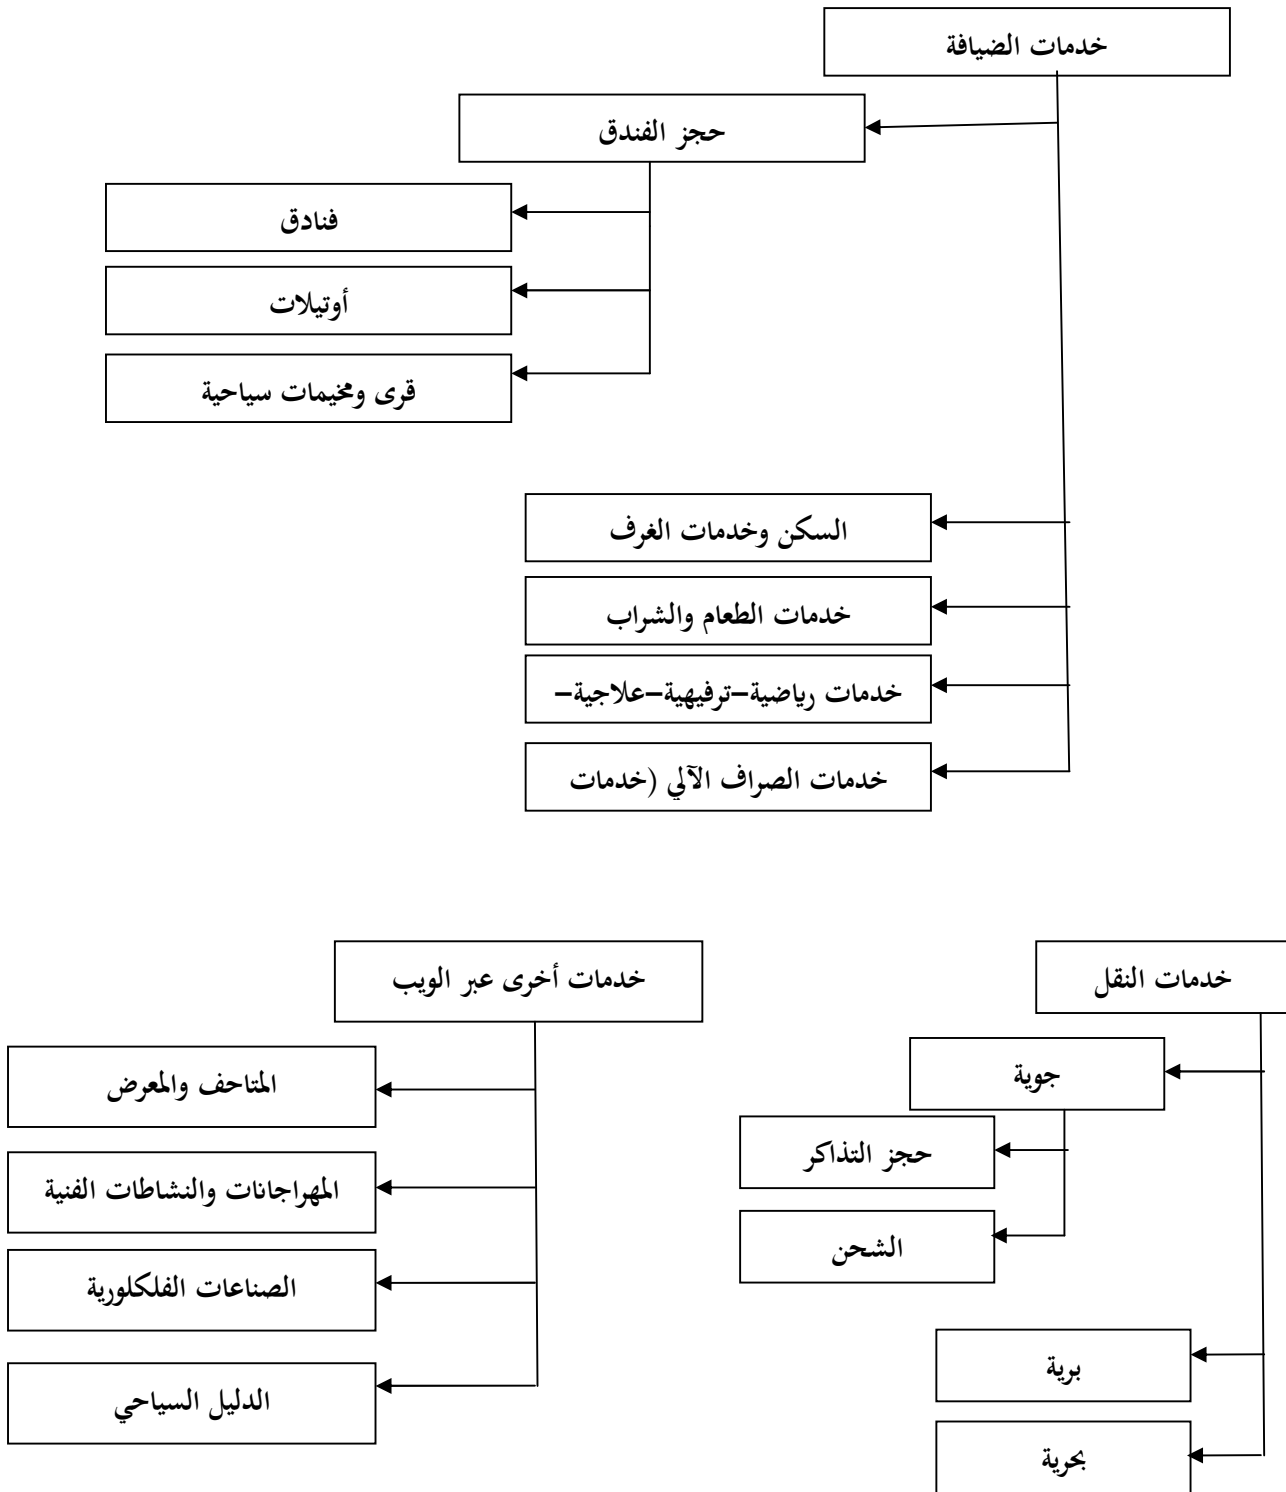 خدمات الضيافة
حجز الفندق
فنادق
أوتيلات
قرى ومخيمات سياحية
السكن وخدمات الغرف
خدمات الطعام والشراب
خدمات رياضية–ترفيهية–علاجية–
خدمات الصراف الآلي (خدمات
خدمات النقل
جوية
حجز التذاكر
الشحن
برية
بحرية
خدمات أخرى عبر الويب
المتاحف والمعرض
المهراجانات والنشاطات الفنية
الصناعات الفلكلورية
الدليل السياحي